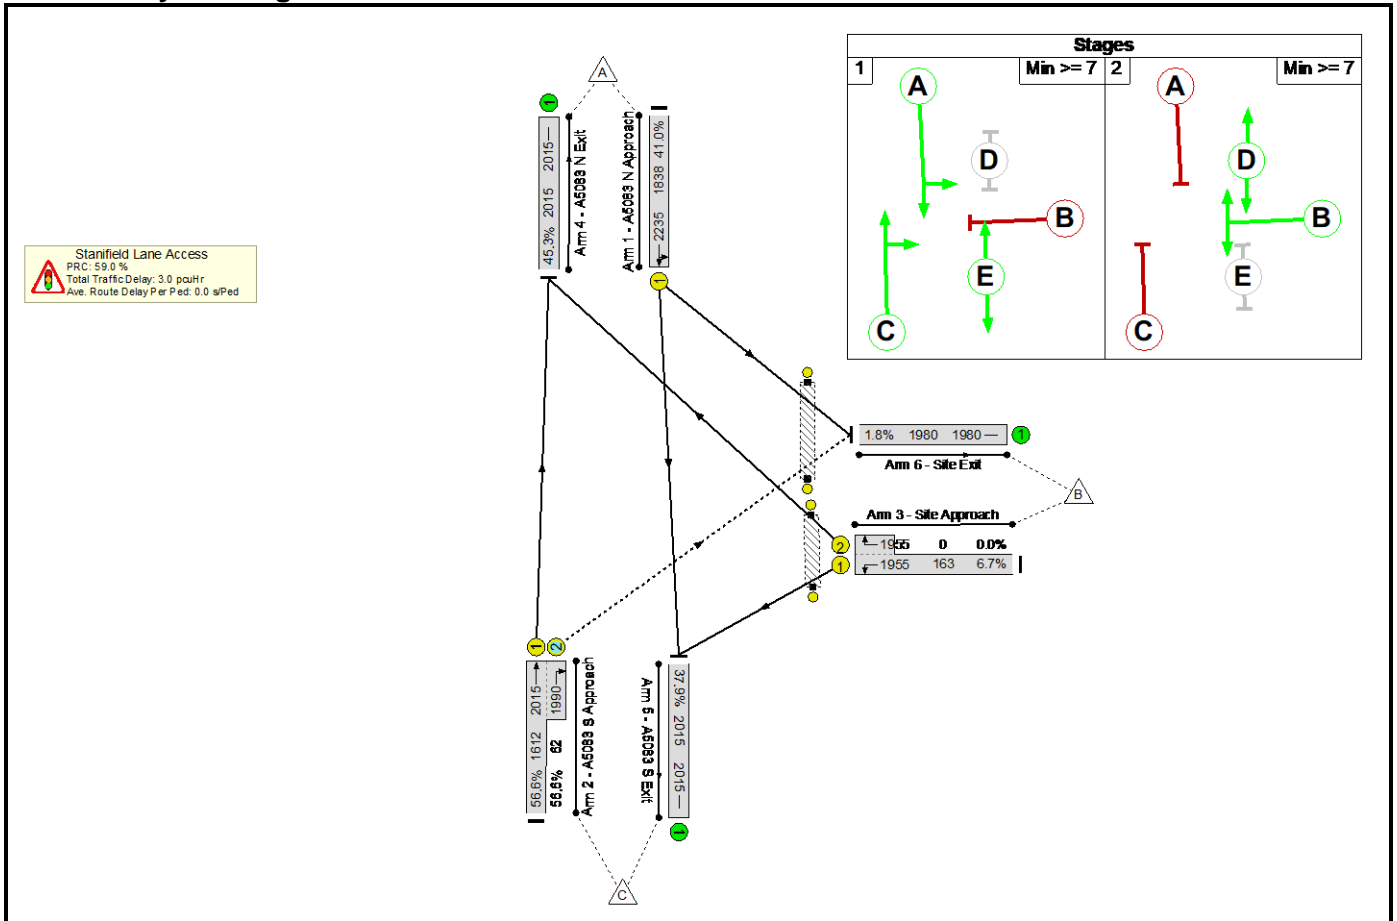 Stages
1
Min >= 7
2
Min >= 7
A
D
B
E
C
A
D
B
E
C
Stanifield Lane Access
PRC: 59.0 %
Total Traffic Delay: 3.0 pcuHr
Ave. Route Delay Per Ped: 0.0 s/Ped
A
1
45.3% 2015 2015
Arm 4 - A5083 N Exit
Arm 1 - A5083 N Approach
2235 1838 41.0%
1
1.8% 1980 1980
1
Arm 6 - Site Exit
B
Arm 3 - Site Approach
2
1955 0 0.0%
1
1955 163 6.7%
1
2
56.6% 1612 2015
56.6% 62 1990
Arm 2 - A5083 S Approach
Arm 5 - A5083 S Exit
37.9% 2015 2015
1
C